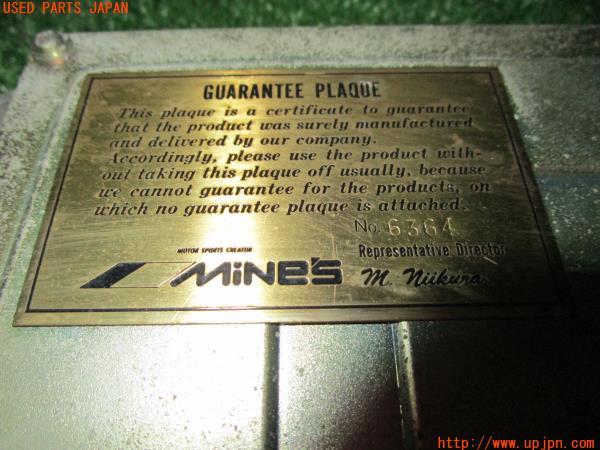 USED PARTS JAPAN
GUARANTEE PLAQUE
This plaque is a certificate to guarantee
that the product was surely manufactured
and delivered by our company.
Accordingly, please use the product with-
out taking this plaque off usually, because
we cannot guarantee for the products, on
which no guarantee plaque is attached.
No. 6364
MOTOR SPORTS CREATOR
MINE'S
Representative Director
M. Niikura
http://www.upjpn.com/